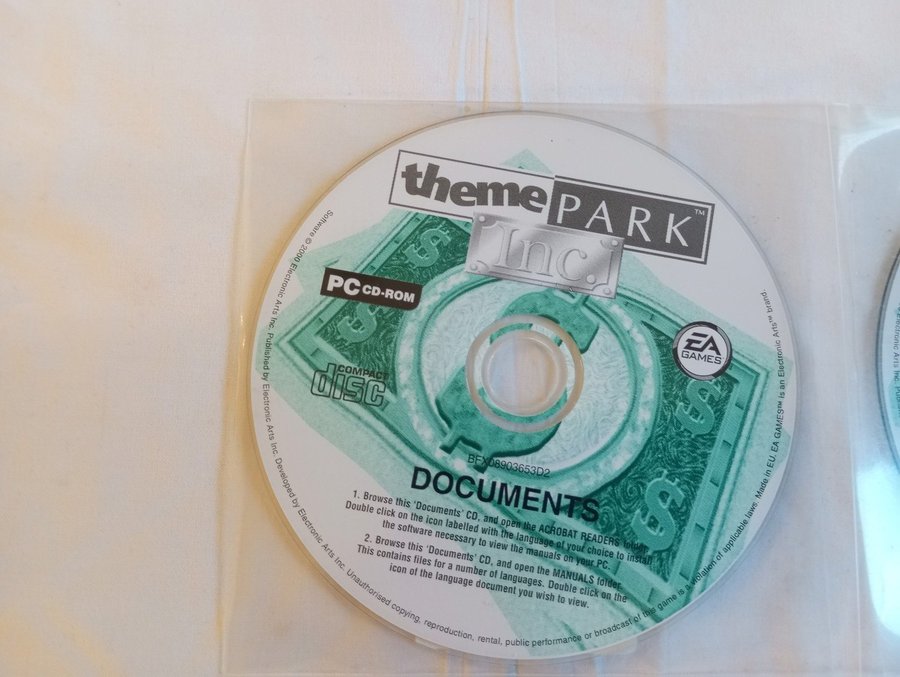 theme PARK™
Inc.
PC CD-ROM
EA
GAMES™
COMPACT
disc
BFX08903653D2
DOCUMENTS
1. Browse this 'Documents' CD, and open the ACROBAT READERS folder.
Double click on the icon labelled with the language of your choice to install
the software necessary to view the manuals on your PC.
2. Browse this 'Documents' CD, and open the MANUALS folder.
This contains files for a number of languages. Double click on the
icon of the language document you wish to view.
Software © 2000 Electronic Arts Inc. Published by Electronic Arts Inc. Developed by Electronic Arts Inc. Unauthorised copying, reproduction, rental, public performance or broadcast of this game is a violation of applicable laws. Made in EU. EA GAMES™ is an Electronic Arts™ brand.